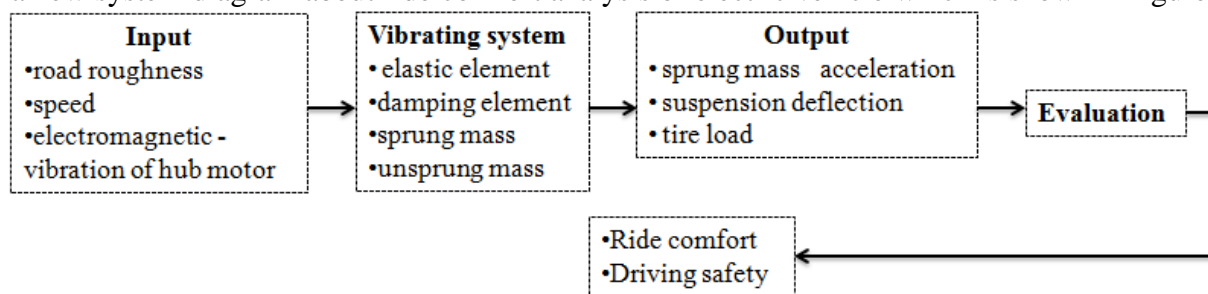 Input
•road roughness
•speed
•electromagnetic -
vibration of hub motor
Vibrating system
• elastic element
•damping element
•sprung mass
•unsprung mass
Output
• sprung mass acceleration
• suspension deflection
• tire load
Evaluation
•Ride comfort
•Driving safety